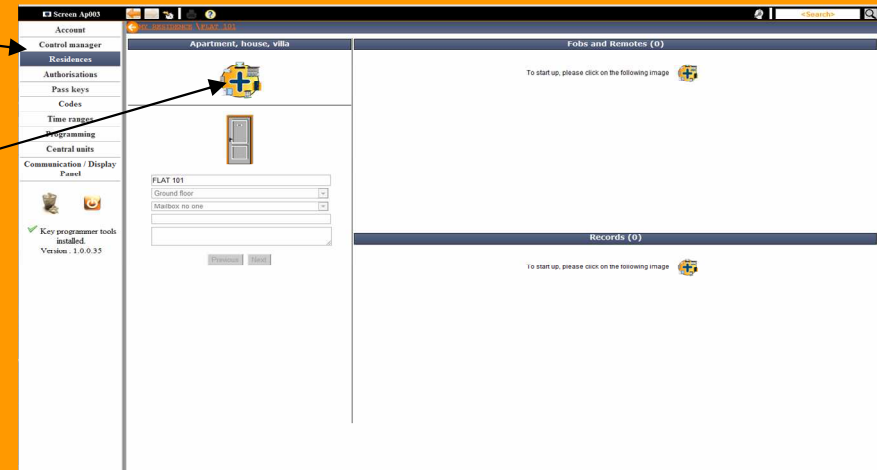 Screen Ap003
<Search>
Account
Control manager
Residences
Authorisations
Pass keys
Codes
Time ranges
Programming
Central units
Communication / Display
Panel
Key programmer tools
installed.
Version : 1.0.0.35
MY RESIDENCE \FLAT 101
Apartment, house, villa
FLAT 101
Ground floor
Mailbox no one
Previous Next
Fobs and Remotes (0)
To start up, please click on the following image
Records (0)
To start up, please click on the following image